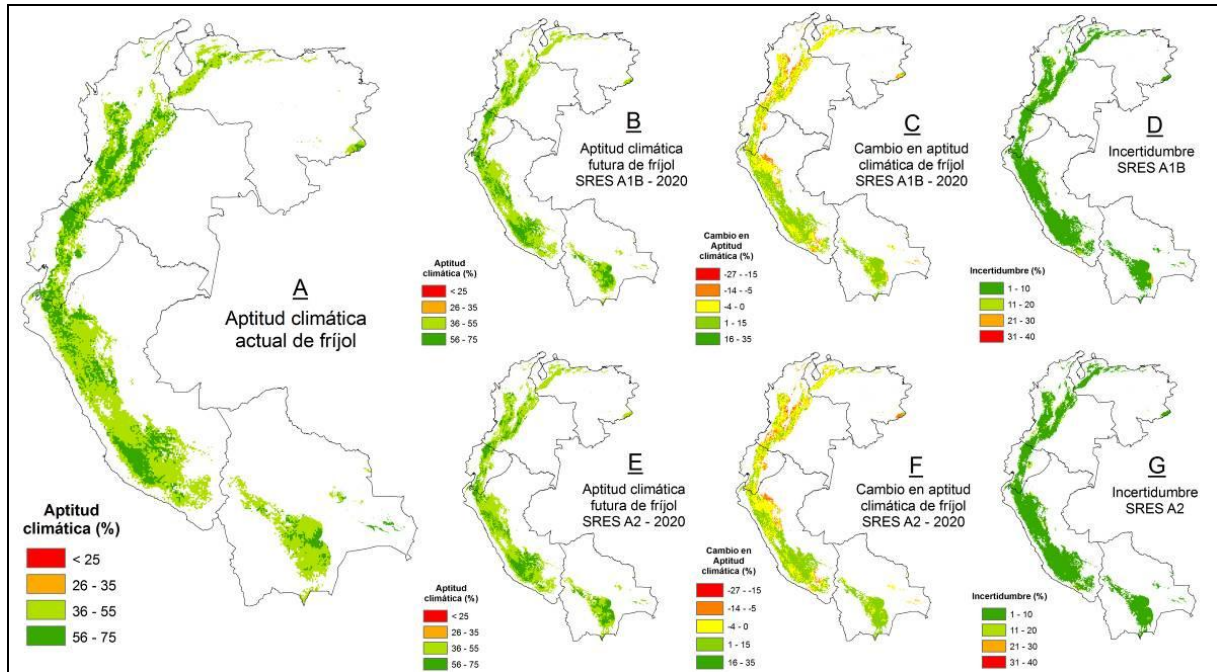 A
Aptitud climática
actual de fríjol
Aptitud
climática (%)
< 25
26 - 35
36 - 55
56 - 75
B
Aptitud climática
futura de fríjol
SRES A1B - 2020
Aptitud
climática (%)
< 25
26 - 35
36 - 55
56 - 75
C
Cambio en aptitud
climática de fríjol
SRES A1B - 2020
Cambio en
Aptitud
climática (%)
-27 - -15
-14 - -5
-4 - 0
1 - 15
16 - 35
D
Incertidumbre
SRES A1B
Incertidumbre (%)
1 - 10
11 - 20
21 - 30
31 - 40
E
Aptitud climática
futura de fríjol
SRES A2 - 2020
Aptitud
climática (%)
< 25
26 - 35
36 - 55
56 - 75
F
Cambio en aptitud
climática de fríjol
SRES A2 - 2020
Cambio en
Aptitud
climática (%)
-27 - -15
-14 - -5
-4 - 0
1 - 15
16 - 35
G
Incertidumbre
SRES A2
Incertidumbre (%)
1 - 10
11 - 20
21 - 30
31 - 40